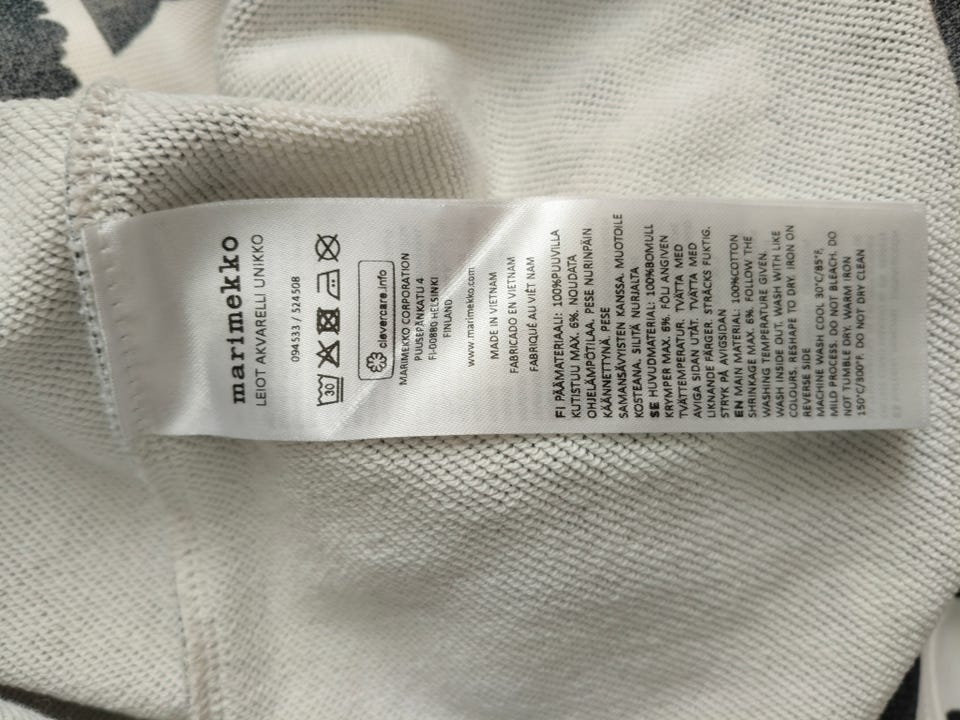 marimekko
LEIOT AKVARELLI UNIKKO
094533 / 524508
30
clevercare.info
MARIMEKKO CORPORATION
PUUSEPÄNKATU 4
FI-00880 HELSINKI
FINLAND
www.marimekko.com
MADE IN VIETNAM
FABRICADO EN VIETNAM
FABRIQUÉ AU VIÊT NAM
FI PÄÄMATERIAALI: 100%PUUVILLA
KUTISTUU MAX. 6%. NOUDATA
OHJELÄMPÖTILAA. PESE NURINPÄIN
KÄÄNNETTYNÄ. PESE
SAMANSÄVYISTEN KANSSA. MUOTOILE
KOSTEANA. SILITÄ NURJALTA
SE HUVUDMATERIAL: 100%BOMULL
KRYMPER MAX. 6%. FÖLJ ANGIVEN
TVÄTTEMPERATUR. TVÄTTA MED
AVIGA SIDAN UTÅT. TVÄTTA MED
LIKNANDE FÄRGER. STRÄCKS FUKTIG.
STRYK PÅ AVIGSIDAN
EN MAIN MATERIAL: 100%COTTON
SHRINKAGE MAX. 6%. FOLLOW THE
WASHING TEMPERATURE GIVEN.
WASH INSIDE OUT. WASH WITH LIKE
COLOURS. RESHAPE TO DRY. IRON ON
REVERSE SIDE
MACHINE WASH COOL 30°C/85°F,
MILD PROCESS. DO NOT BLEACH. DO
NOT TUMBLE DRY. WARM IRON
150°C/300°F. DO NOT DRY CLEAN